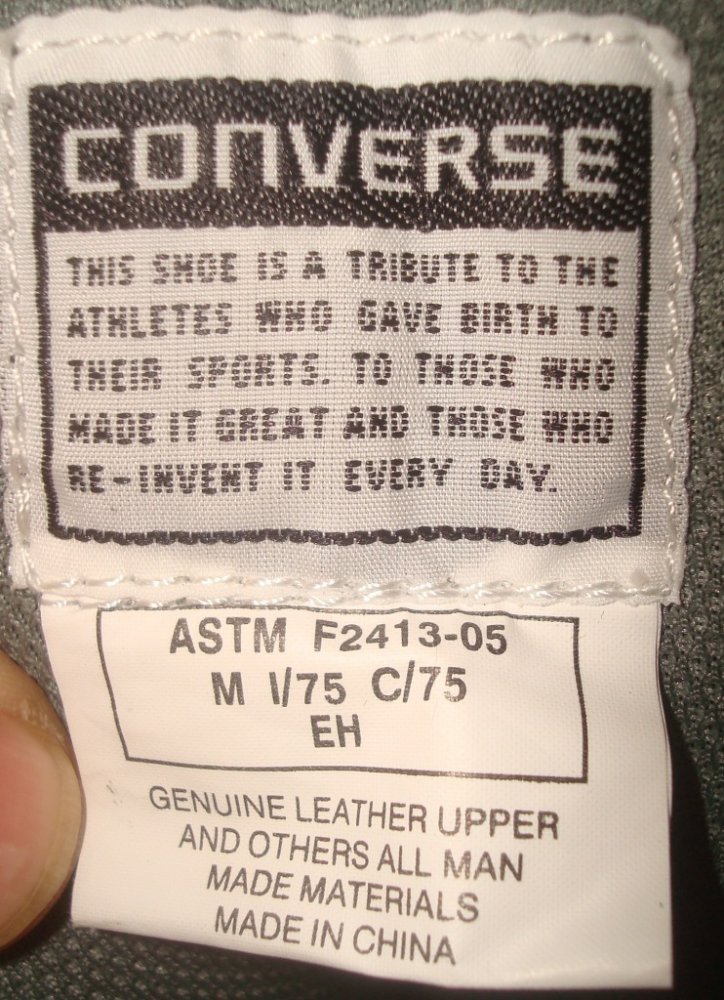 CONVERSE
THIS SHOE IS A TRIBUTE TO THE
ATHLETES WHO GAVE BIRTH TO
THEIR SPORTS. TO THOSE WHO
MADE IT GREAT AND THOSE WHO
RE-INVENT IT EVERY DAY.
ASTM F2413-05
M I/75 C/75
EH
GENUINE LEATHER UPPER
AND OTHERS ALL MAN
MADE MATERIALS
MADE IN CHINA